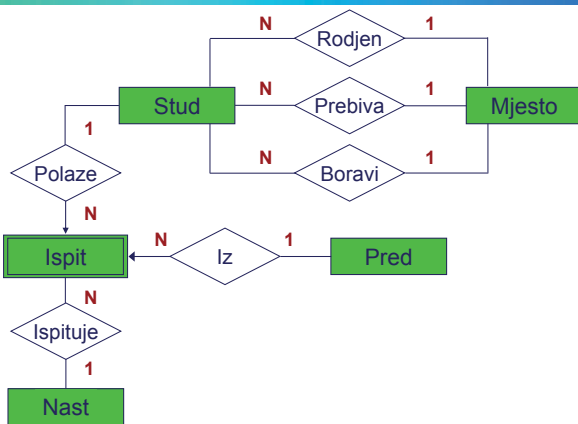 N Rodjen 1
Stud N Prebiva 1 Mjesto
1 N Boravi 1
Polaze
N
Ispit N Iz 1 Pred
N
Ispituje
1
Nast